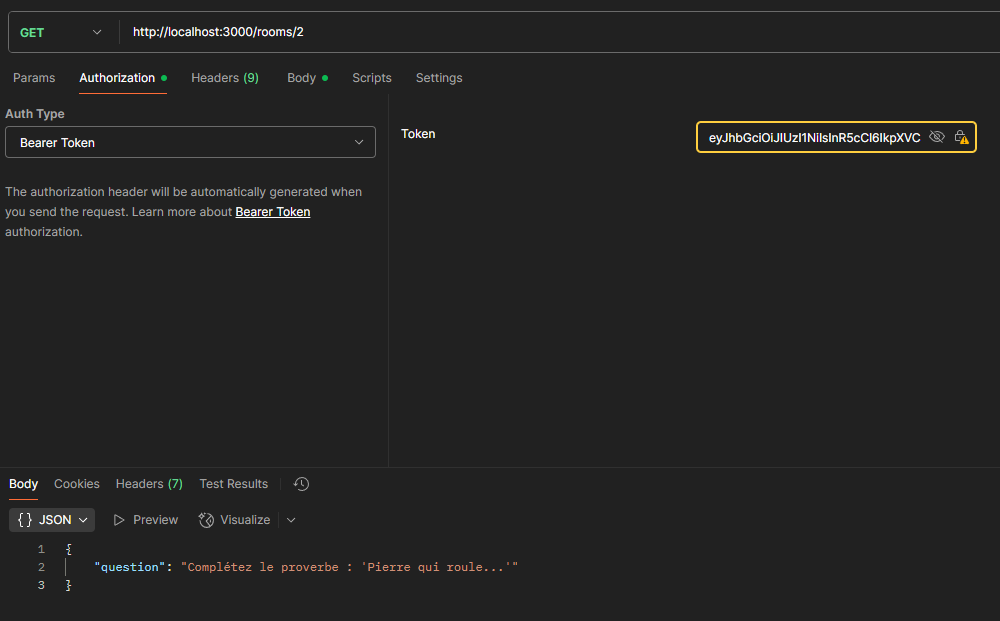 GET http://localhost:3000/rooms/2
Params Authorization Headers (9) Body Scripts Settings
Auth Type
Bearer Token
Token
eyJhbGciOiJIUzI1NiIsInR5cCI6IkpXVC
The authorization header will be automatically generated when
you send the request. Learn more about Bearer Token
authorization.
Body Cookies Headers (7) Test Results
{} JSON Preview Visualize
1 {
2 "question": "Complétez le proverbe : 'Pierre qui roule...'"
3 }